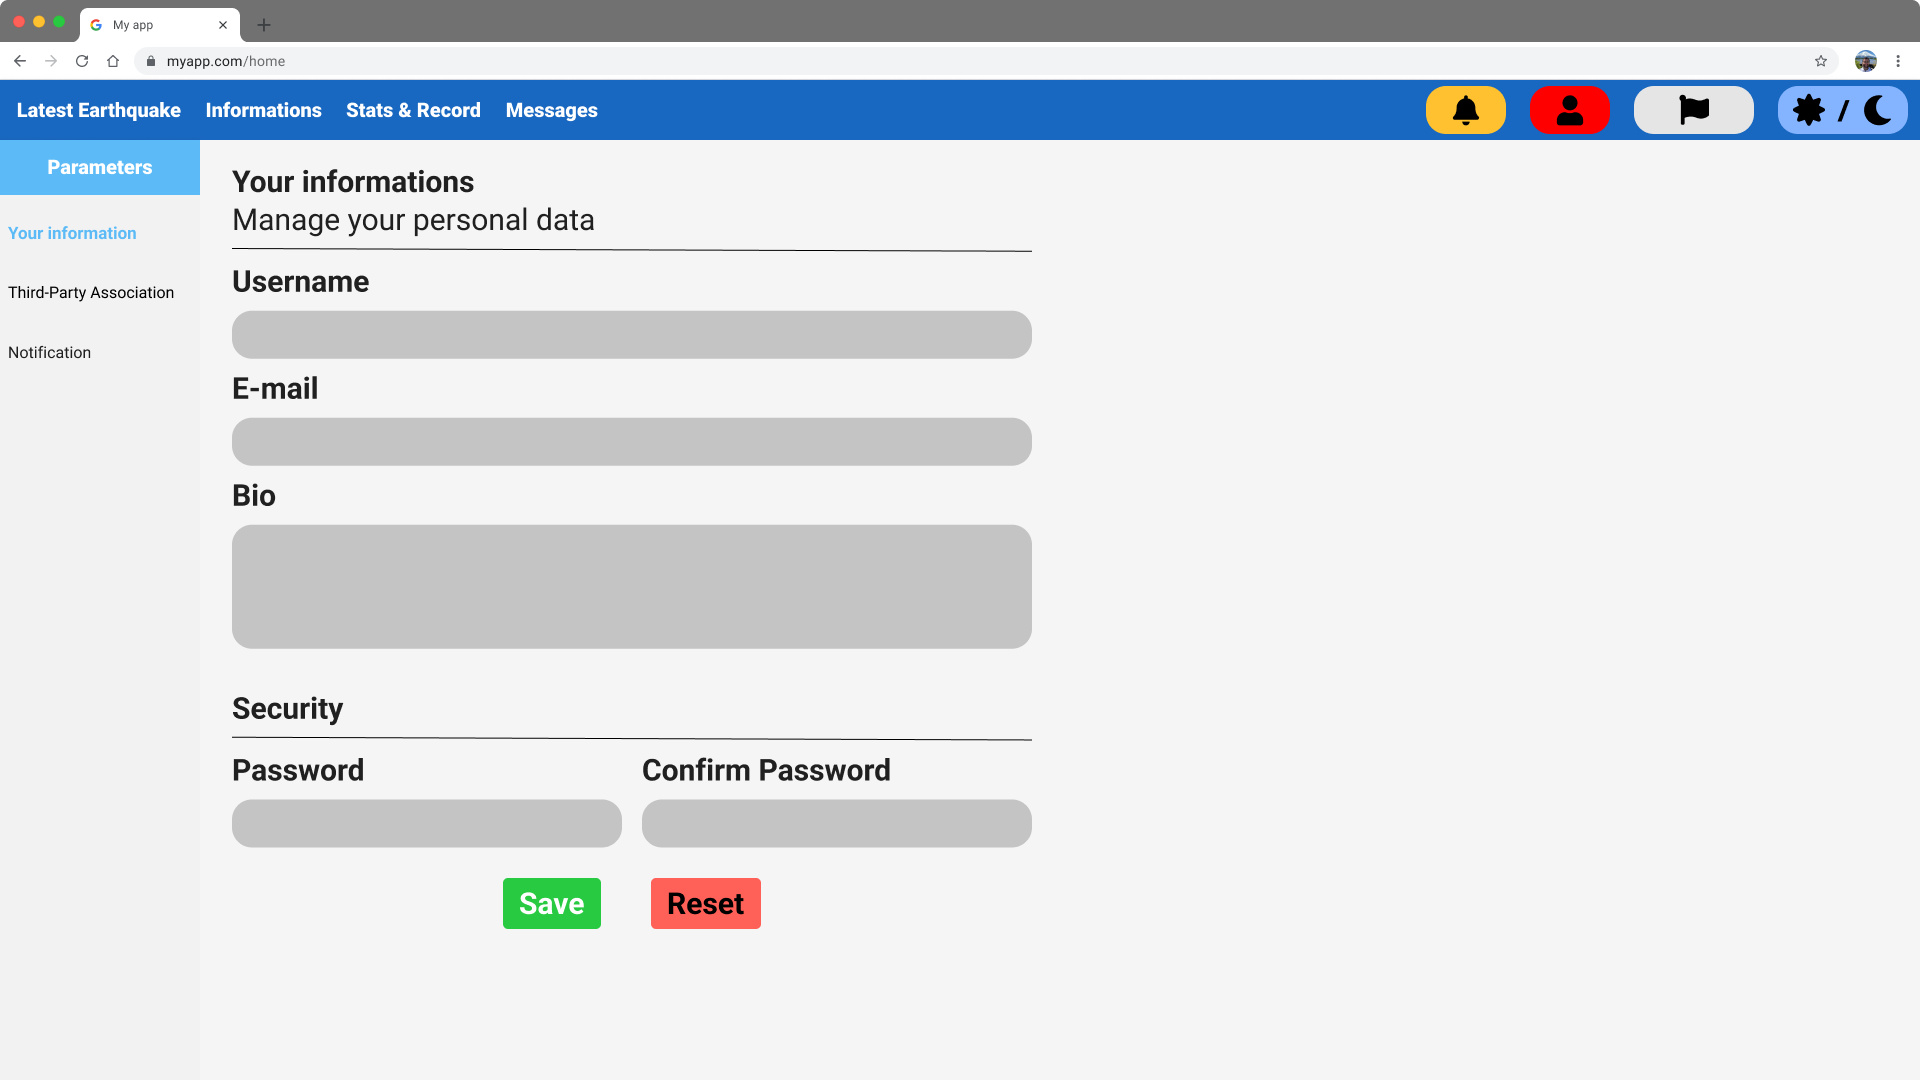 My app
myapp.com/home
Latest Earthquake Informations Stats & Record Messages
/
Parameters
Your information
Third-Party Association
Notification
Your informations
Manage your personal data
Username
E-mail
Bio
Security
Password Confirm Password
Save Reset